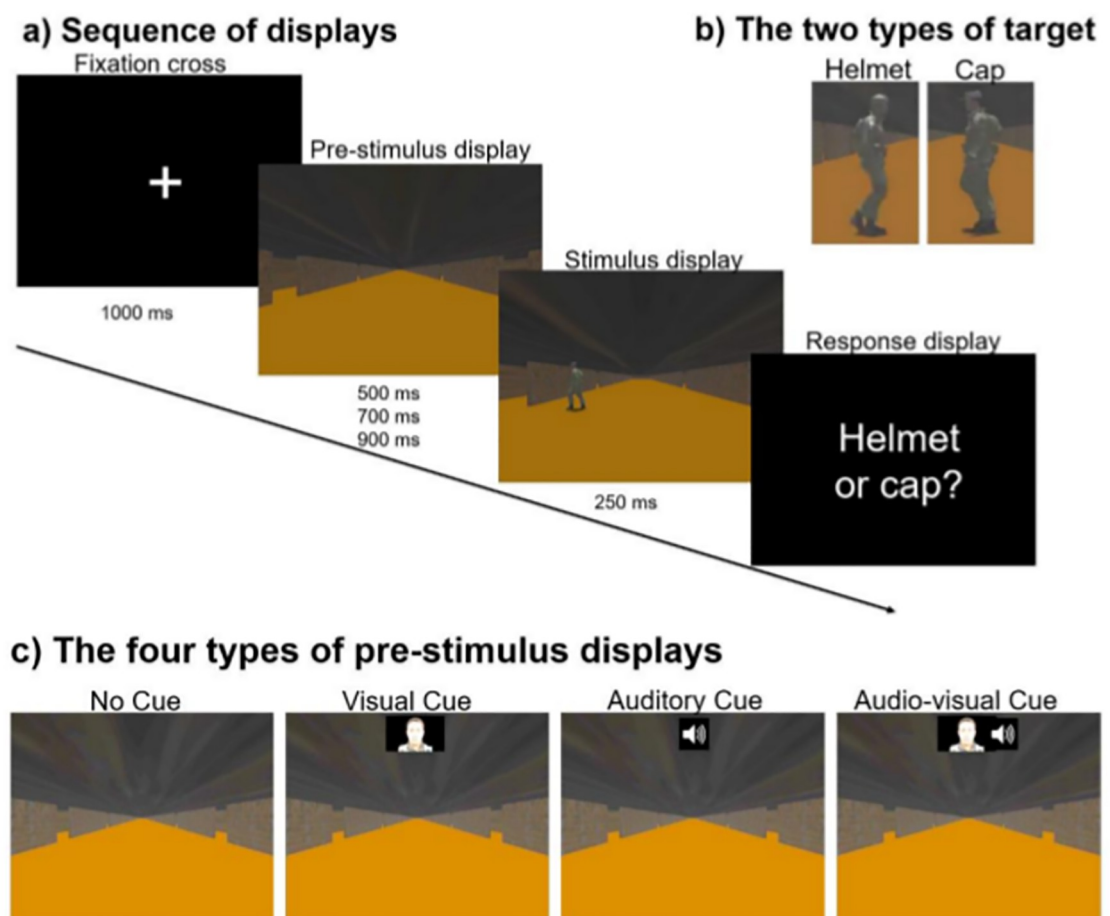 a) Sequence of displays
Fixation cross
1000 ms
Pre-stimulus display
500 ms
700 ms
900 ms
Stimulus display
250 ms
Response display
Helmet
or cap?
b) The two types of target
Helmet
Cap
c) The four types of pre-stimulus displays
No Cue
Visual Cue
Auditory Cue
Audio-visual Cue